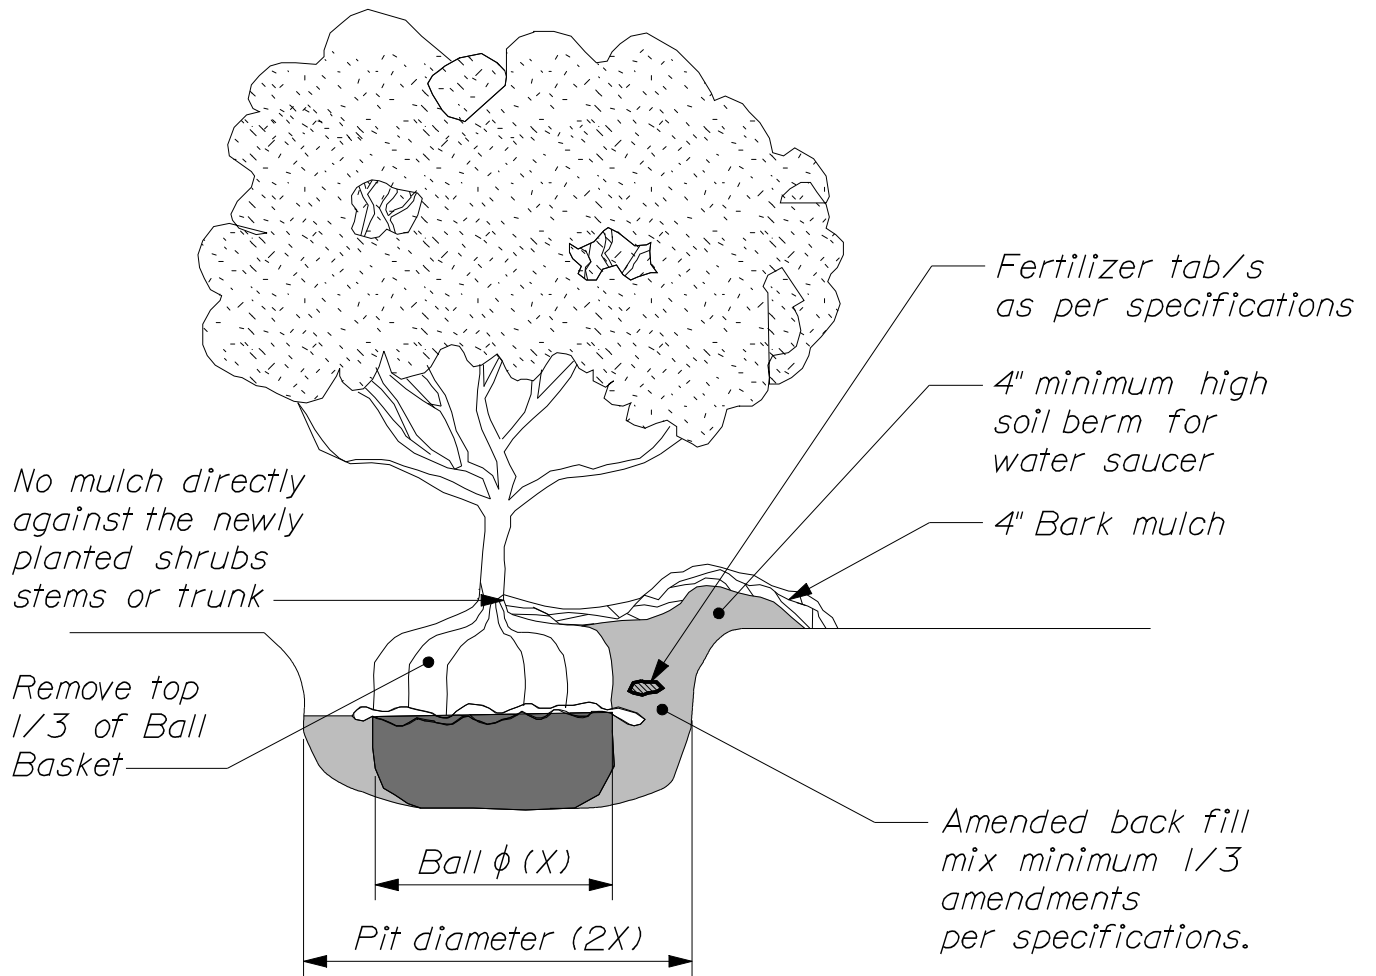 Fertilizer tab/s
as per specifications
4" minimum high
soil berm for
water saucer
4" Bark mulch
No mulch directly
against the newly
planted shrubs
stems or trunk
Remove top
1/3 of Ball
Basket
Amended back fill
mix minimum 1/3
amendments
per specifications.
Ball ϕ (X)
Pit diameter (2X)